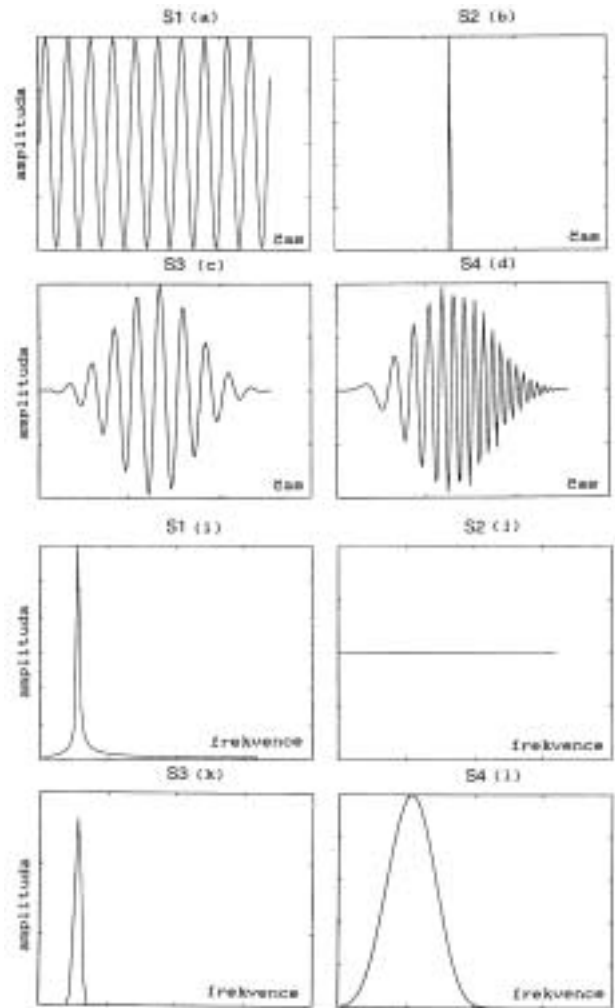 S1 (a) S2 (b)
amplituda
čas čas
S3 (c) S4 (d)
amplituda
čas čas
S1 (i) S2 (j)
amplituda
frekvence frekvence
S3 (k) S4 (l)
amplituda
frekvence frekvence